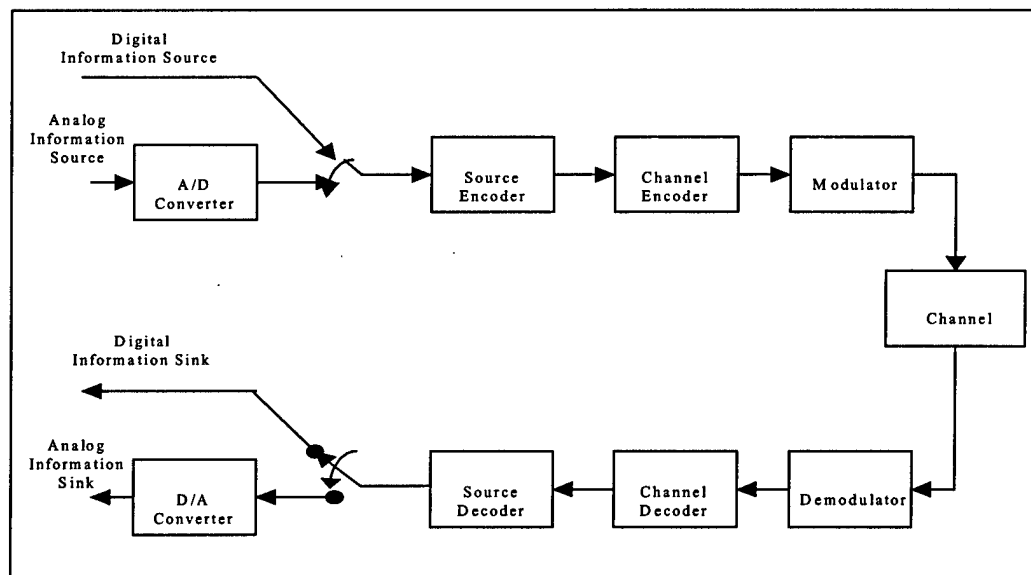 Digital
Information Source
Analog
Information
Source
A/D
Converter
Source
Encoder
Channel
Encoder
Modulator
Channel
Digital
Information Sink
Analog
Information
Sink
D/A
Converter
Source
Decoder
Channel
Decoder
Demodulator